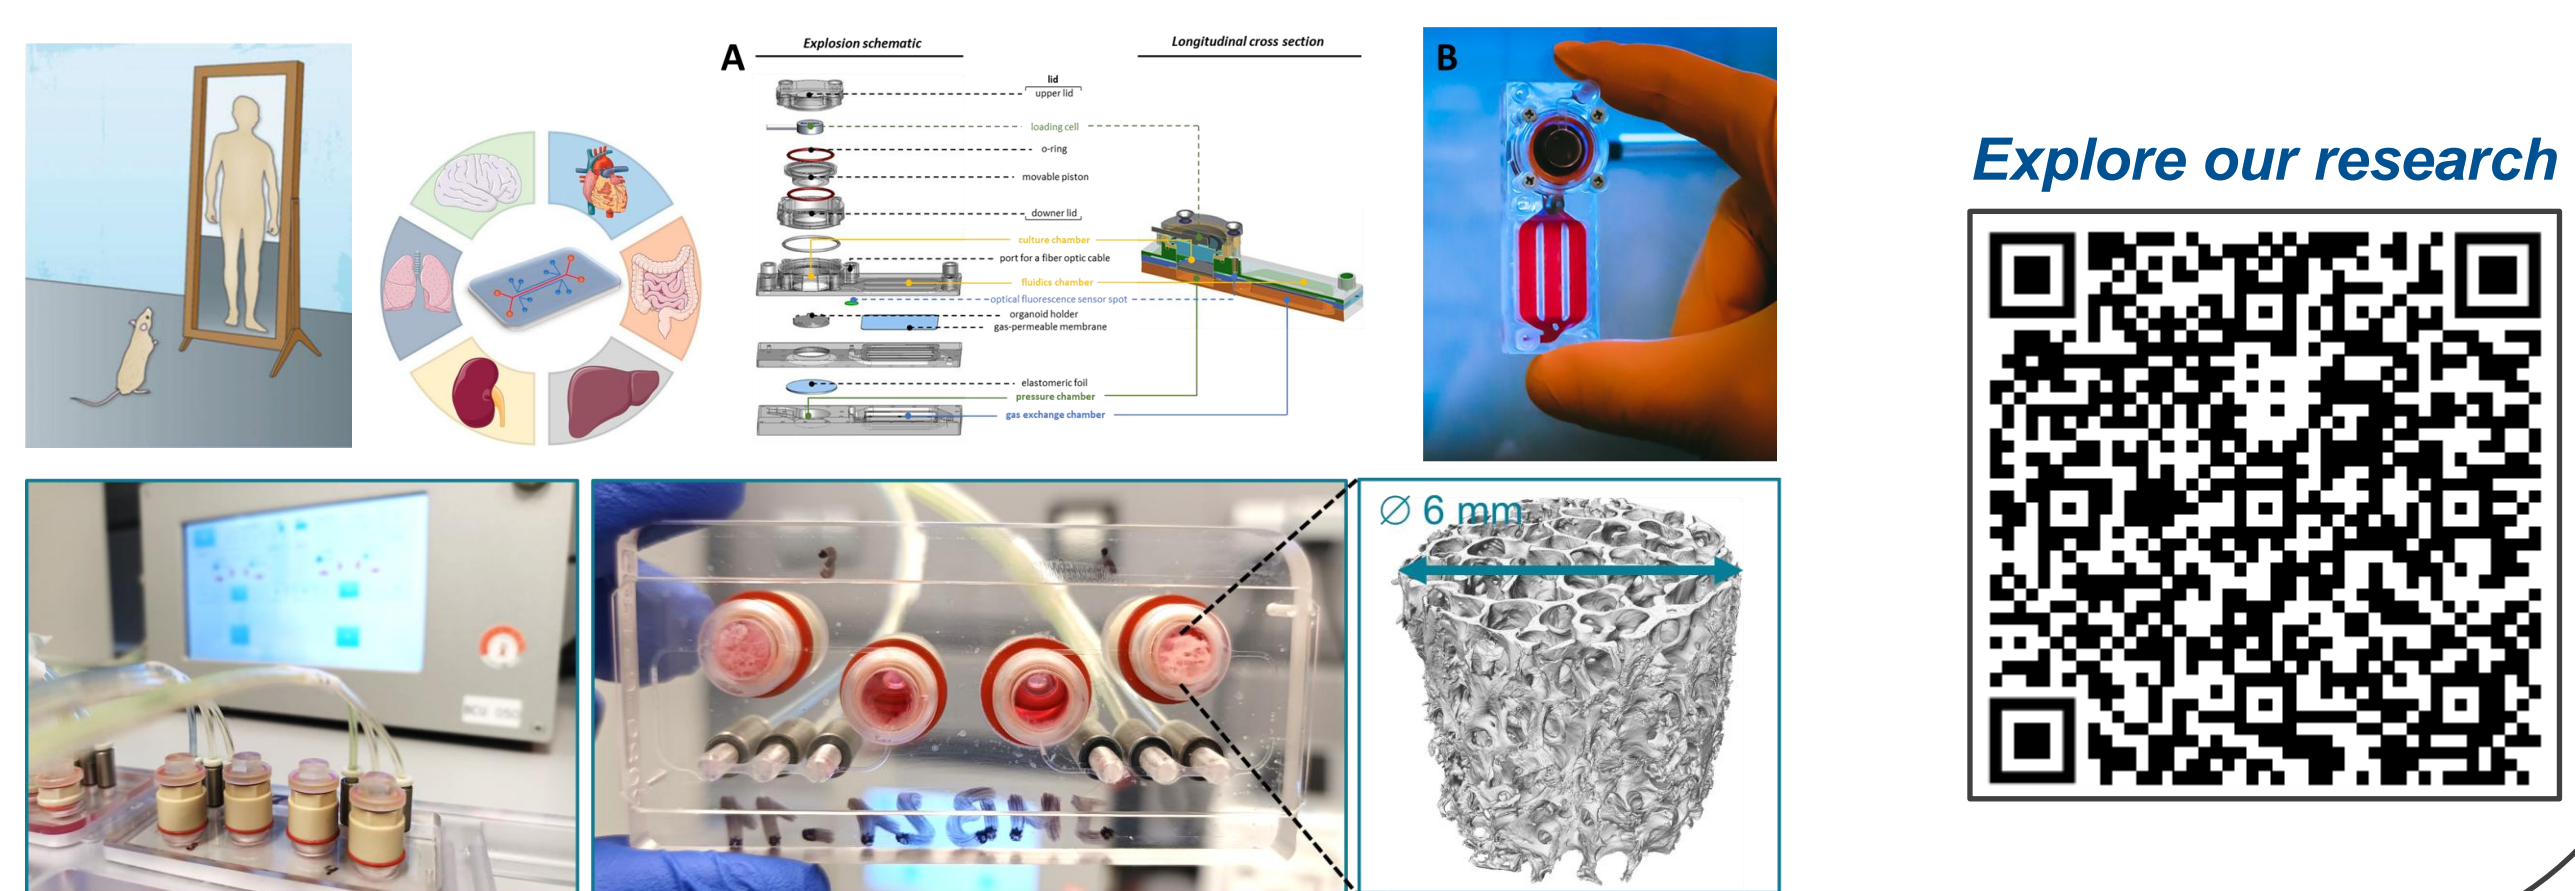 A
Explosion schematic
Longitudinal cross section
lid
upper lid
loading cell
o-ring
movable piston
downer lid
culture chamber
port for a fiber optic cable
fluidics chamber
optical fluorescence sensor spot
organoid holder
gas-permeable membrane
elastomeric foil
pressure chamber
gas exchange chamber
B
Explore our research
∅ 6 mm